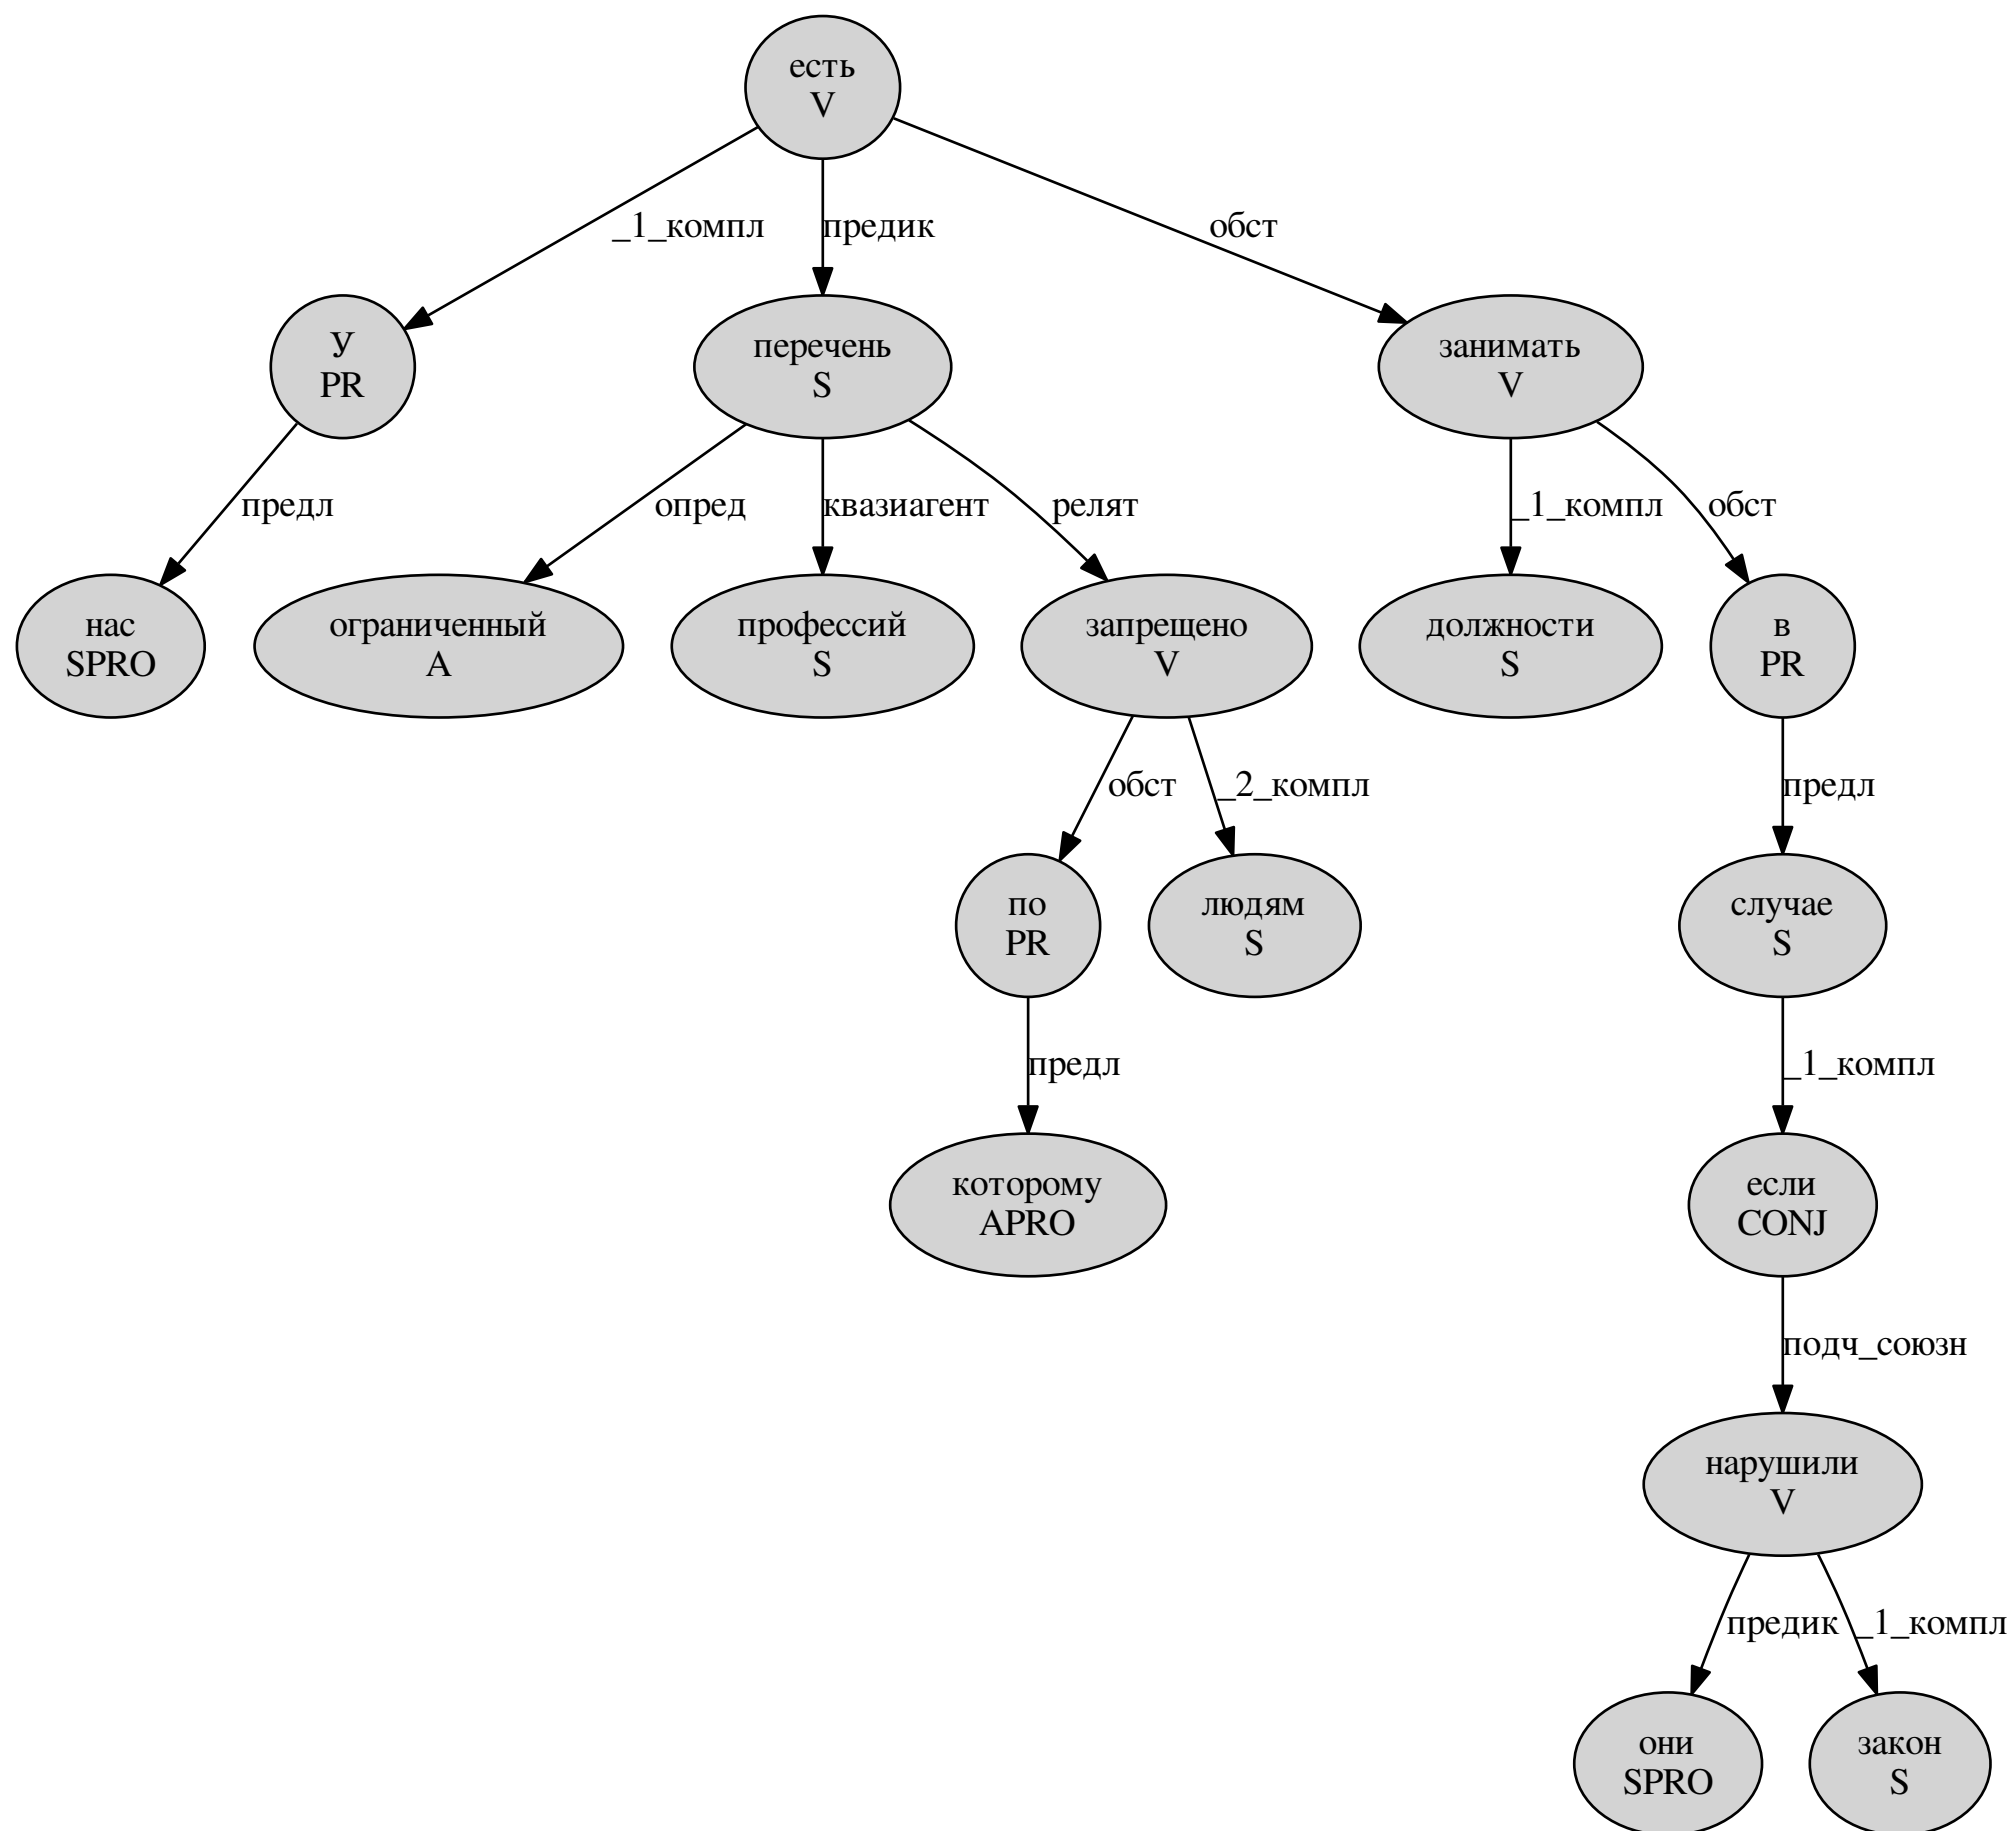 есть
V
_1_компл
предик
обст
У
PR
перечень
S
занимать
V
предл
опред
квазиагент
релят
_1_компл
обст
нас
SPRO
ограниченный
A
профессий
S
запрещено
V
должности
S
в
PR
обст
_2_компл
предл
по
PR
людям
S
случае
S
предл
_1_компл
которому
APRO
если
CONJ
подч_союзн
нарушили
V
предик
_1_компл
они
SPRO
закон
S